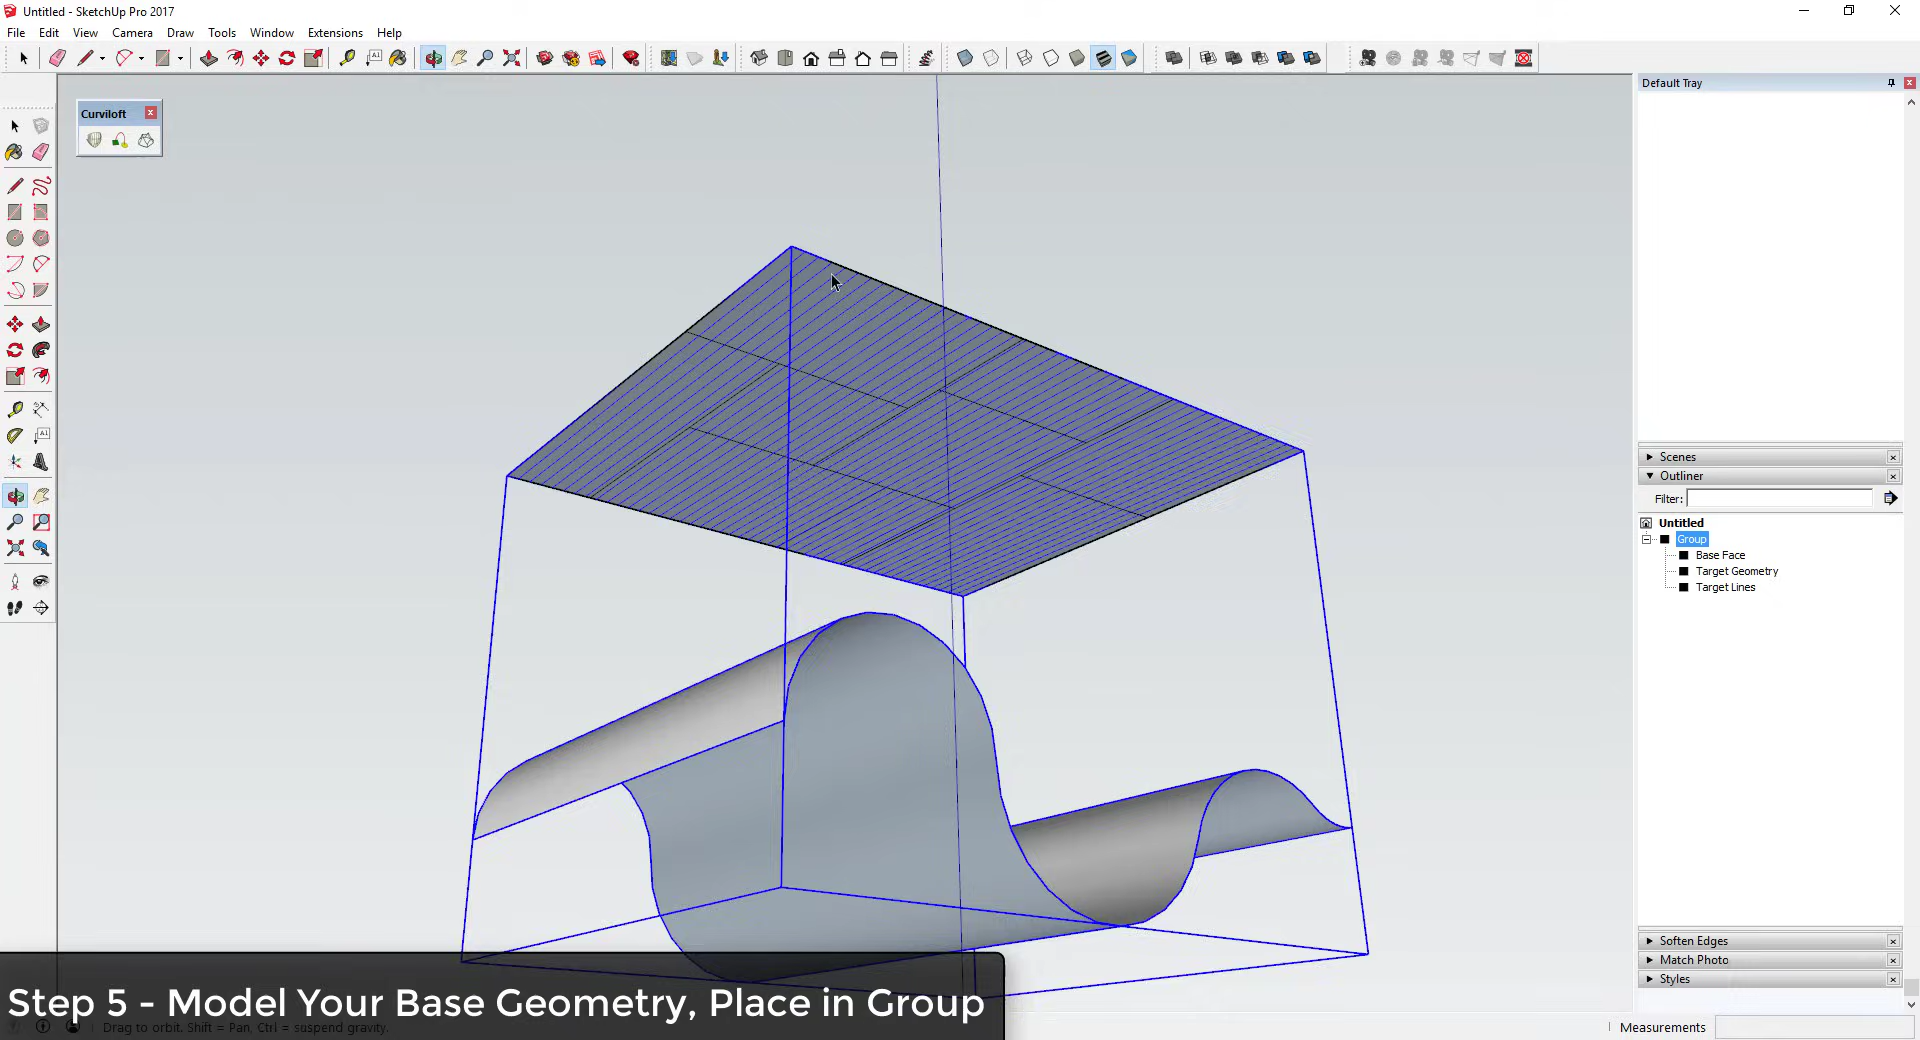 Untitled - SketchUp Pro 2017
File Edit View Camera Draw Tools Window Extensions Help
Default Tray
Curviloft
Scenes
Outliner
Filter:
Untitled
Group
Base Face
Target Geometry
Target Lines
Soften Edges
Match Photo
Styles
Step 5 - Model Your Base Geometry, Place in Group
Drag to orbit. Shift = Pan, Ctrl = suspend gravity.
Measurements